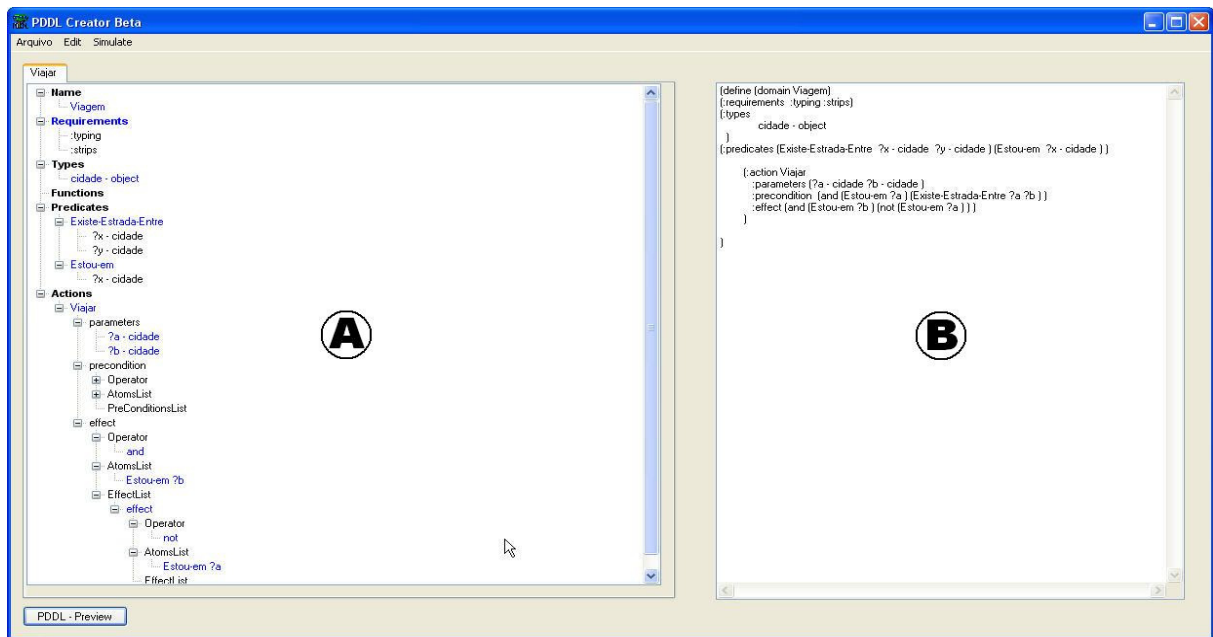 PDDL Creator Beta
Arquivo Edit Simulate
Viajar
Name
Viagem
Requirements
:typing
:strips
Types
cidade - object
Functions
Predicates
Existe-Estrada-Entre
?x - cidade
?y - cidade
Estou-em
?x - cidade
Actions
Viajar
parameters
?a - cidade
?b - cidade
precondition
Operator
AtomsList
PreConditionsList
effect
Operator
and
AtomsList
Estou-em ?b
EffectList
effect
Operator
not
AtomsList
Estou-em ?a
EffectList
A
(define (domain Viagem)
(:requirements :typing :strips)
(:types
cidade - object
)
(:predicates (Existe-Estrada-Entre ?x - cidade ?y - cidade ) (Estou-em ?x - cidade ) )
(:action Viajar
:parameters (?a - cidade ?b - cidade )
:precondition (and (Estou-em ?a ) (Existe-Estrada-Entre ?a ?b ) )
:effect (and (Estou-em ?b ) (not (Estou-em ?a ) ) )
)
)
B
PDDL - Preview